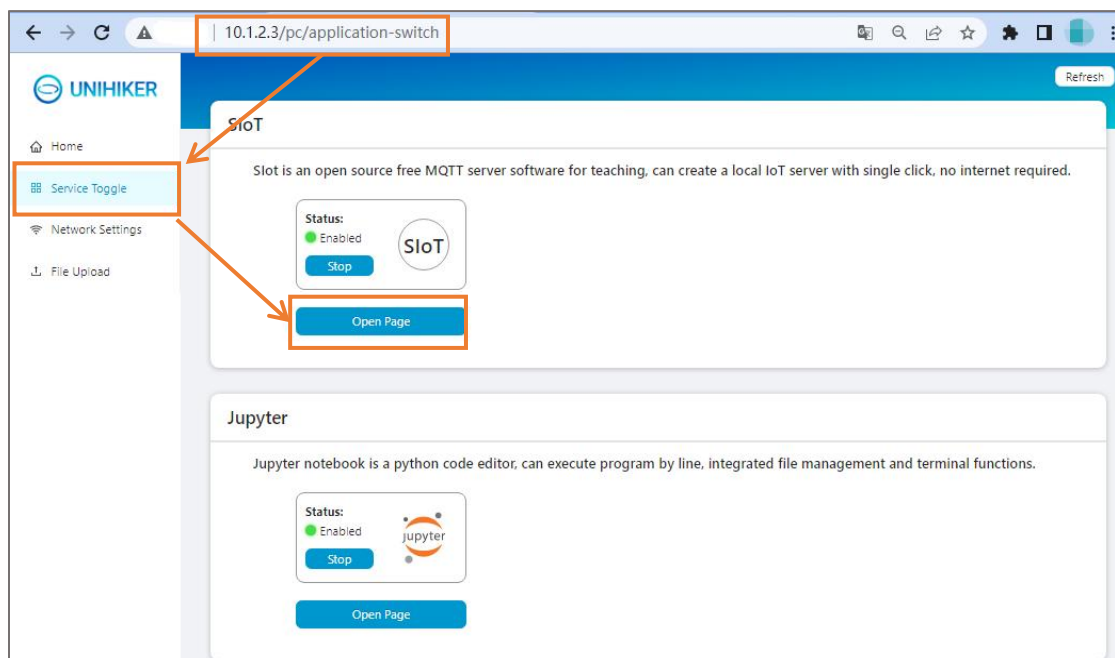 10.1.2.3/pc/application-switch
UNIHIKER
Refresh
Home
Service Toggle
Network Settings
File Upload
SIoT
SIot is an open source free MQTT server software for teaching, can create a local IoT server with single click, no internet required.
Status:
Enabled
Stop
SIoT
Open Page
Jupyter
Jupyter notebook is a python code editor, can execute program by line, integrated file management and terminal functions.
Status:
Enabled
Stop
jupyter
Open Page